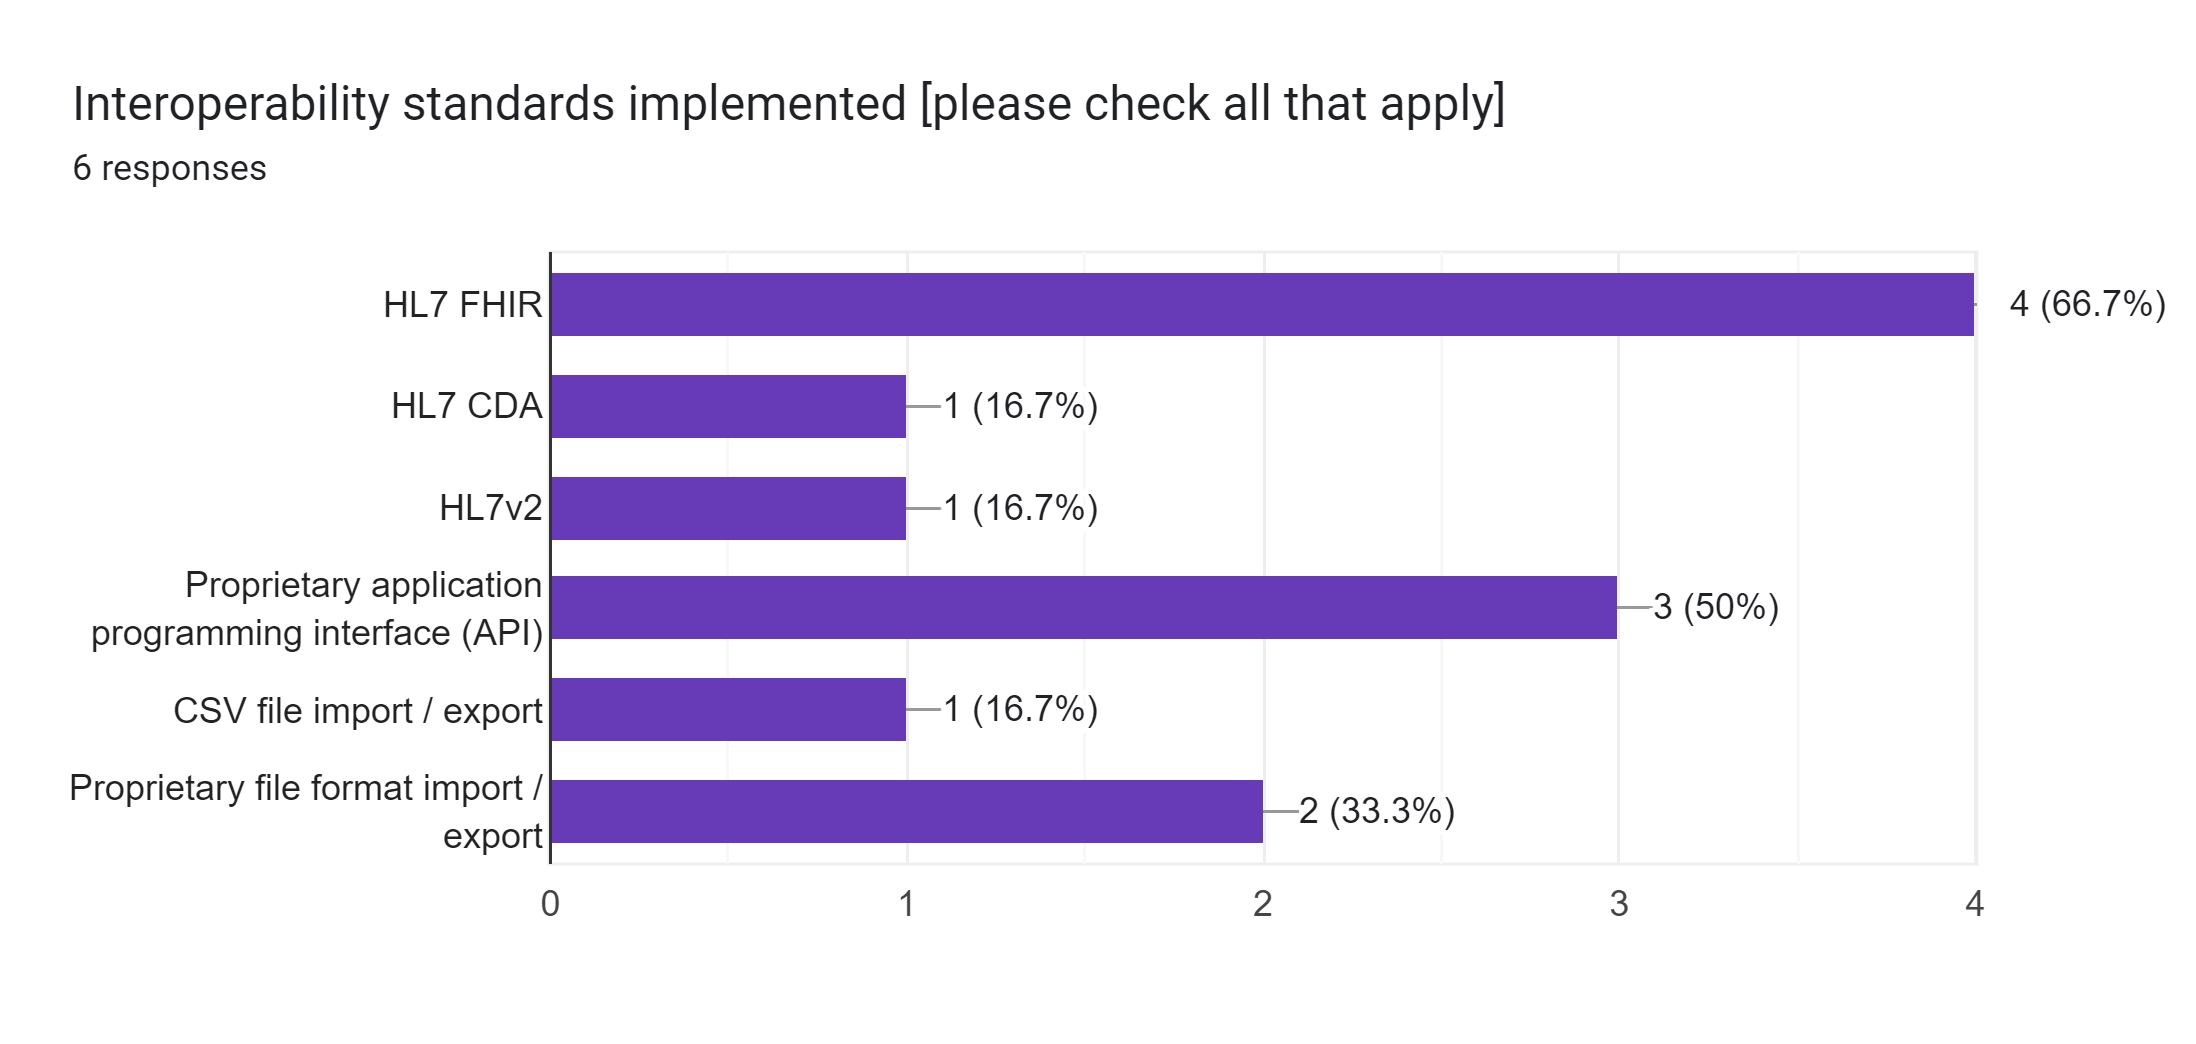 Interoperability standards implemented [please check all that apply]
6 responses
HL7 FHIR
4 (66.7%)
HL7 CDA
1 (16.7%)
HL7v2
1 (16.7%)
Proprietary application
programming interface (API)
3 (50%)
CSV file import / export
1 (16.7%)
Proprietary file format import /
export
2 (33.3%)
0 1 2 3 4